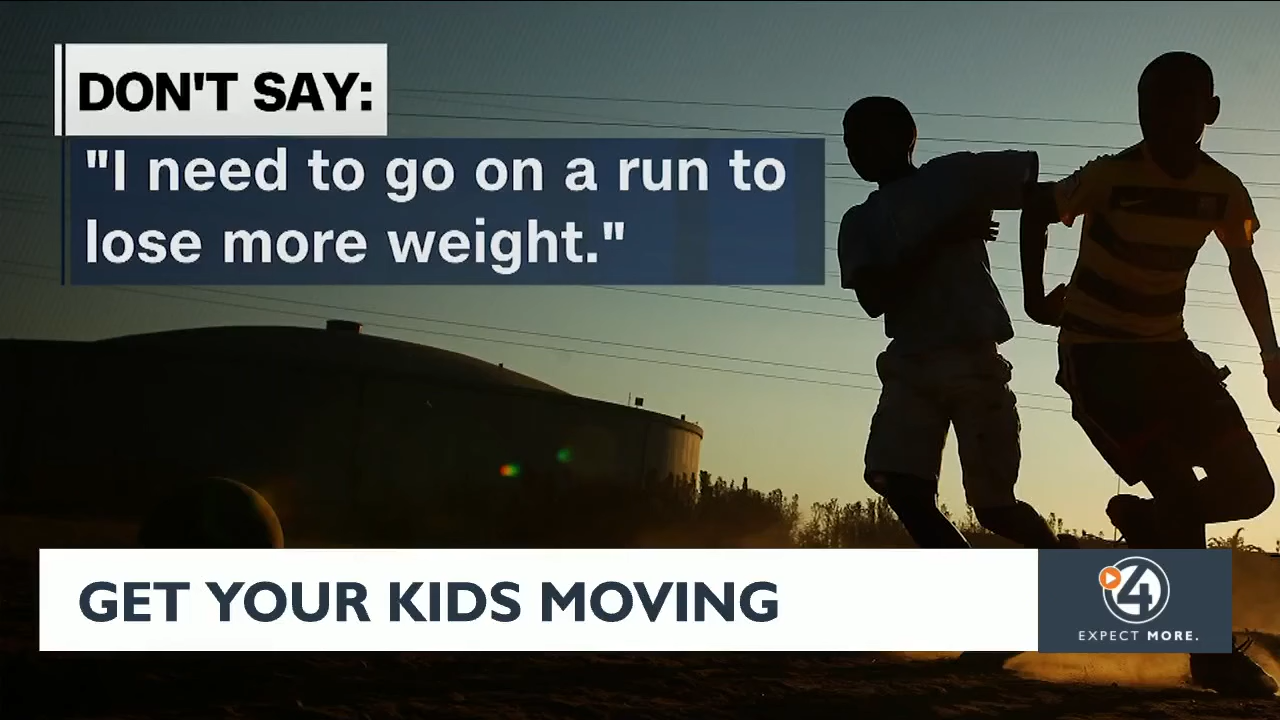 DON'T SAY:
"I need to go on a run to
lose more weight."
GET YOUR KIDS MOVING
4
EXPECT MORE.